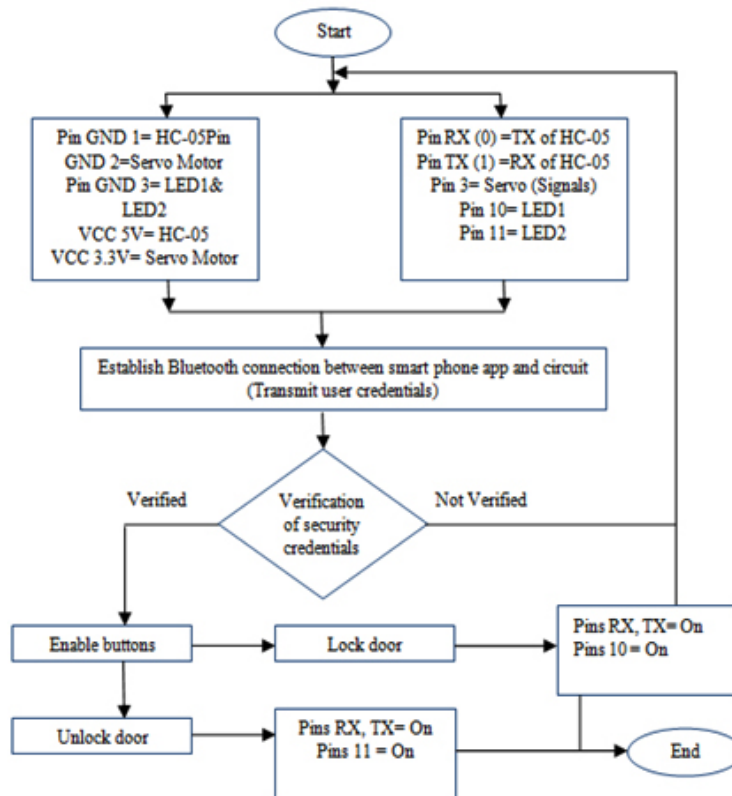 Start
Pin GND 1= HC-05Pin
GND 2=Servo Motor
Pin GND 3= LED1&
LED2
VCC 5V= HC-05
VCC 3.3V= Servo Motor
Pin RX (0) =TX of HC-05
Pin TX (1) =RX of HC-05
Pin 3= Servo (Signals)
Pin 10= LED1
Pin 11= LED2
Establish Bluetooth connection between smart phone app and circuit
(Transmit user credentials)
Verified
Verification
of security
credentials
Not Verified
Enable buttons
Lock door
Pins RX, TX= On
Pins 10 = On
Unlock door
Pins RX, TX= On
Pins 11 = On
End